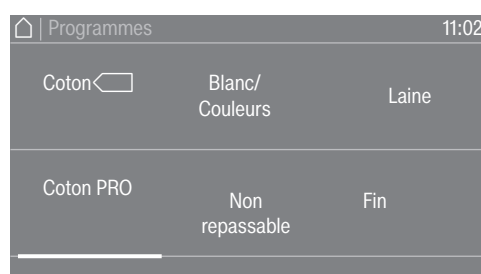 | Programmes 11:02
Coton
Blanc/
Couleurs
Laine
Coton PRO
Non
repassable
Fin